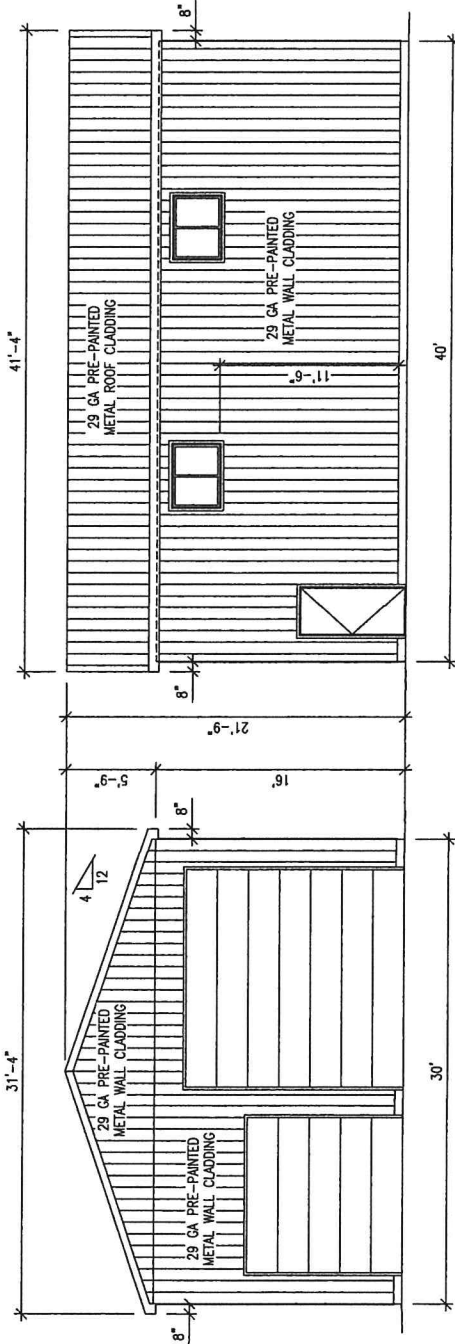 41'-4"
8"
29 GA PRE-PAINTED
METAL ROOF CLADDING
29 GA PRE-PAINTED
METAL WALL CLADDING
11'-6"
8"
40'
21'-9"
5'-9"
16'
31'-4"
4
12
8"
29 GA PRE-PAINTED
METAL WALL CLADDING
29 GA PRE-PAINTED
METAL WALL CLADDING
8"
30'